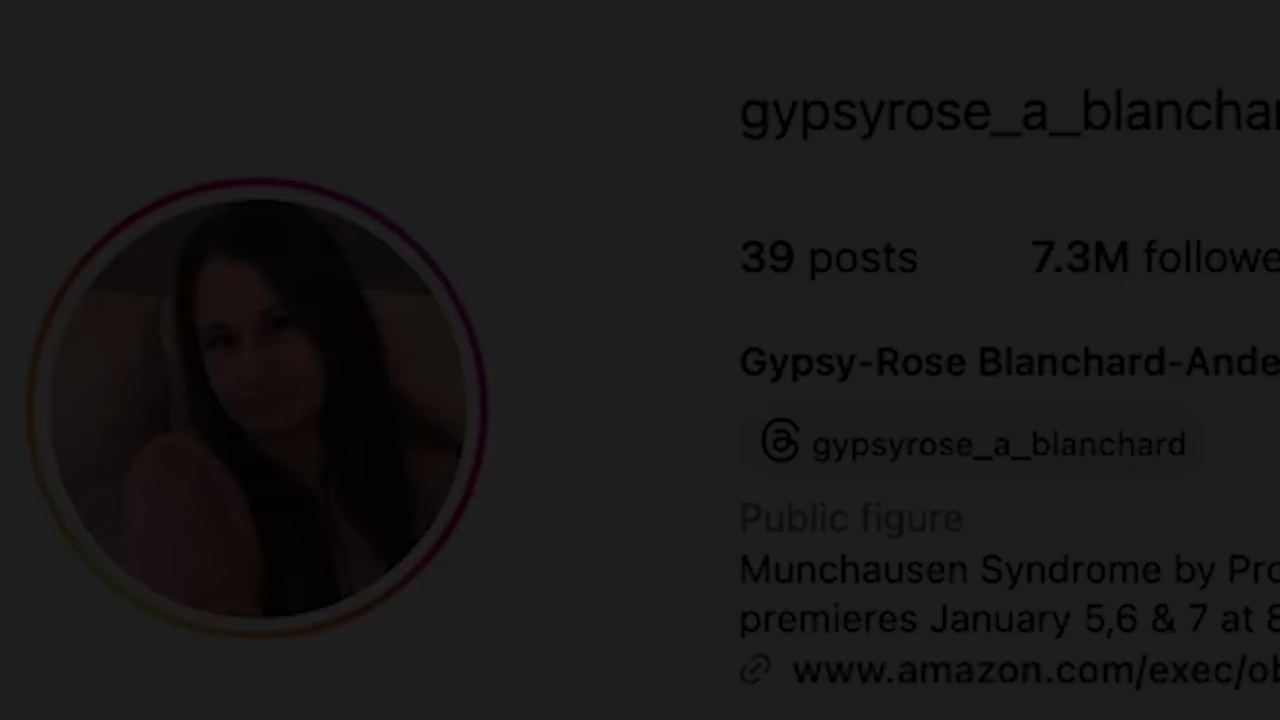 gypsyrose_a_blanchar
39 posts 7.3M followe
Gypsy-Rose Blanchard-Ande
gypsyrose_a_blanchard
Public figure
Munchausen Syndrome by Pro
premieres January 5,6 & 7 at 8
www.amazon.com/exec/ob